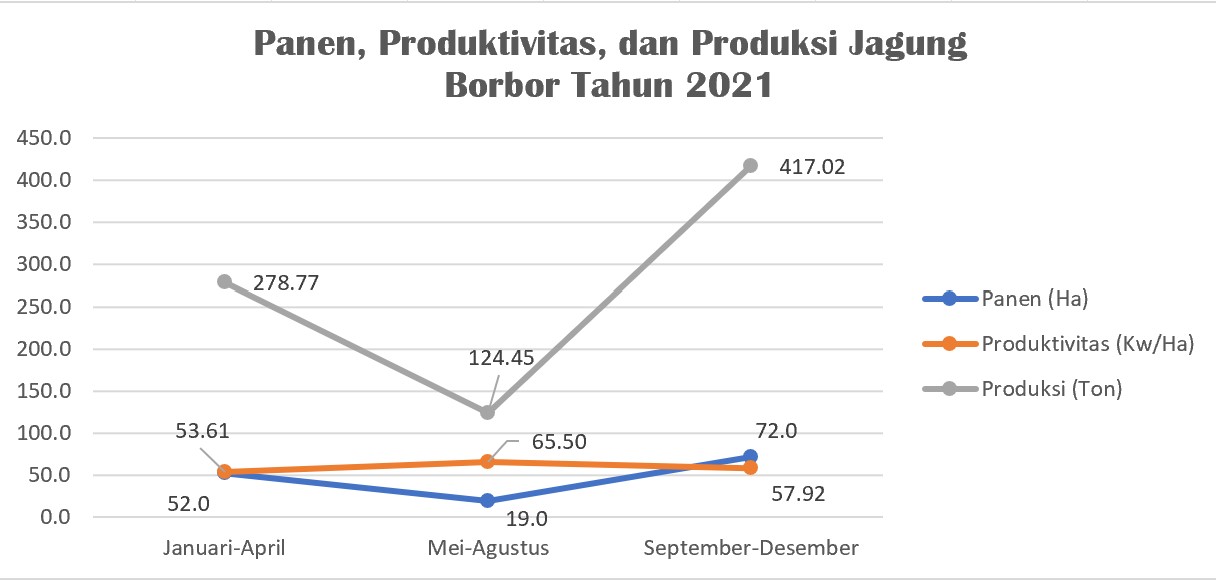 Panen, Produktivitas, dan Produksi Jagung
Borbor Tahun 2021
450.0
400.0
350.0
300.0
250.0
200.0
150.0
100.0
50.0
0.0
417.02
278.77
124.45
53.61
65.50
72.0
52.0
19.0
57.92
Januari-April
Mei-Agustus
September-Desember
Panen (Ha)
Produktivitas (Kw/Ha)
Produksi (Ton)